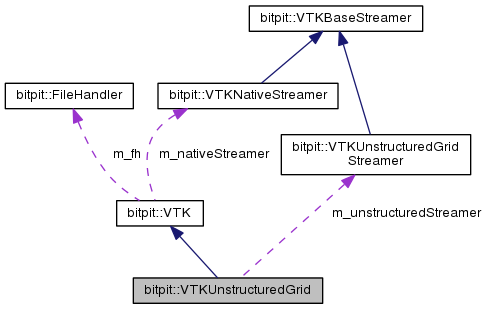 bitpit::VTKBaseStreamer
bitpit::FileHandler
bitpit::VTKNativeStreamer
bitpit::VTKUnstructuredGrid
Streamer
m_fh
m_nativeStreamer
m_unstructuredStreamer
bitpit::VTK
bitpit::VTKUnstructuredGrid